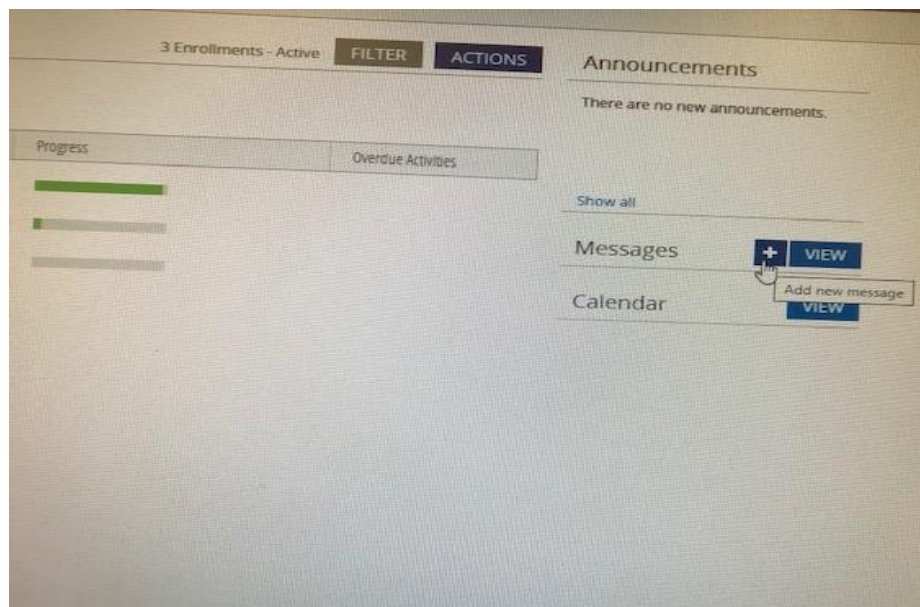 3 Enrollments - Active FILTER ACTIONS
Progress Overdue Activities
Announcements
There are no new announcements.
Show all
Messages + VIEW
Add new message
Calendar VIEW